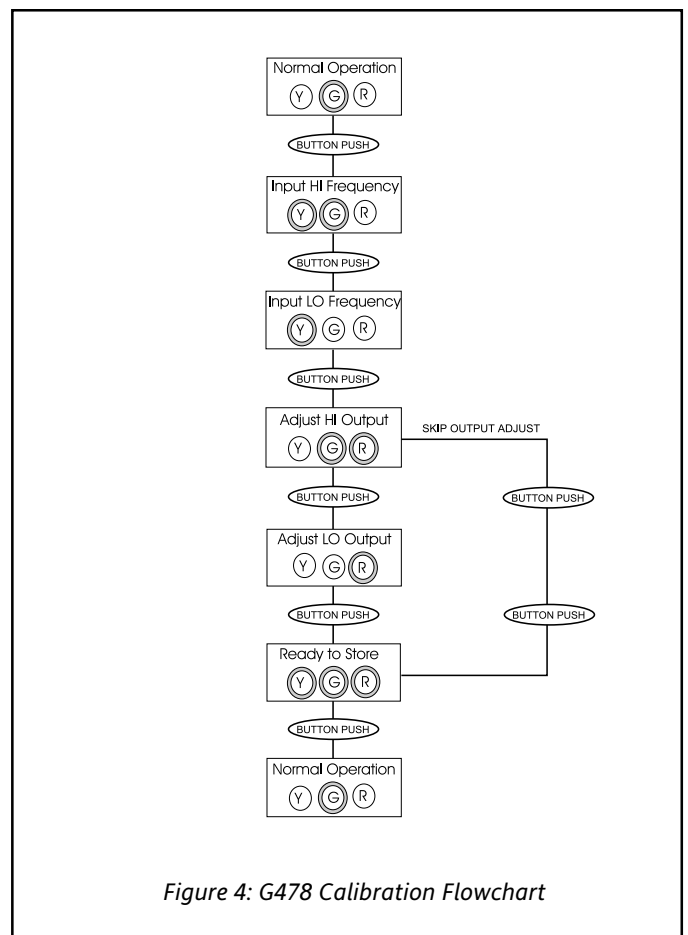 Normal Operation
Y G R
BUTTON PUSH
Input HI Frequency
Y G R
BUTTON PUSH
Input LO Frequency
Y G R
BUTTON PUSH
Adjust HI Output
Y G R
SKIP OUTPUT ADJUST
BUTTON PUSH
BUTTON PUSH
Adjust LO Output
Y G R
BUTTON PUSH
BUTTON PUSH
Ready to Store
Y G R
BUTTON PUSH
Normal Operation
Y G R
Figure 4: G478 Calibration Flowchart